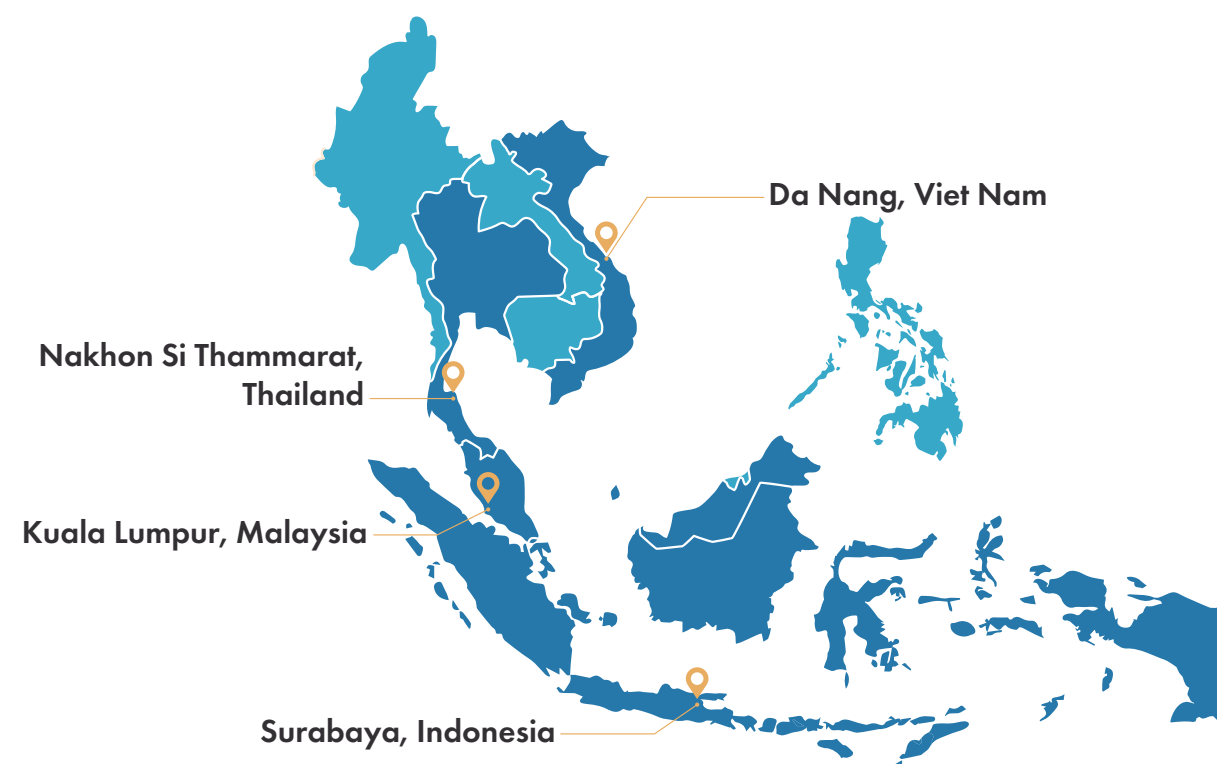 Da Nang, Viet Nam
Nakhon Si Thammarat,
Thailand
Kuala Lumpur, Malaysia
Surabaya, Indonesia